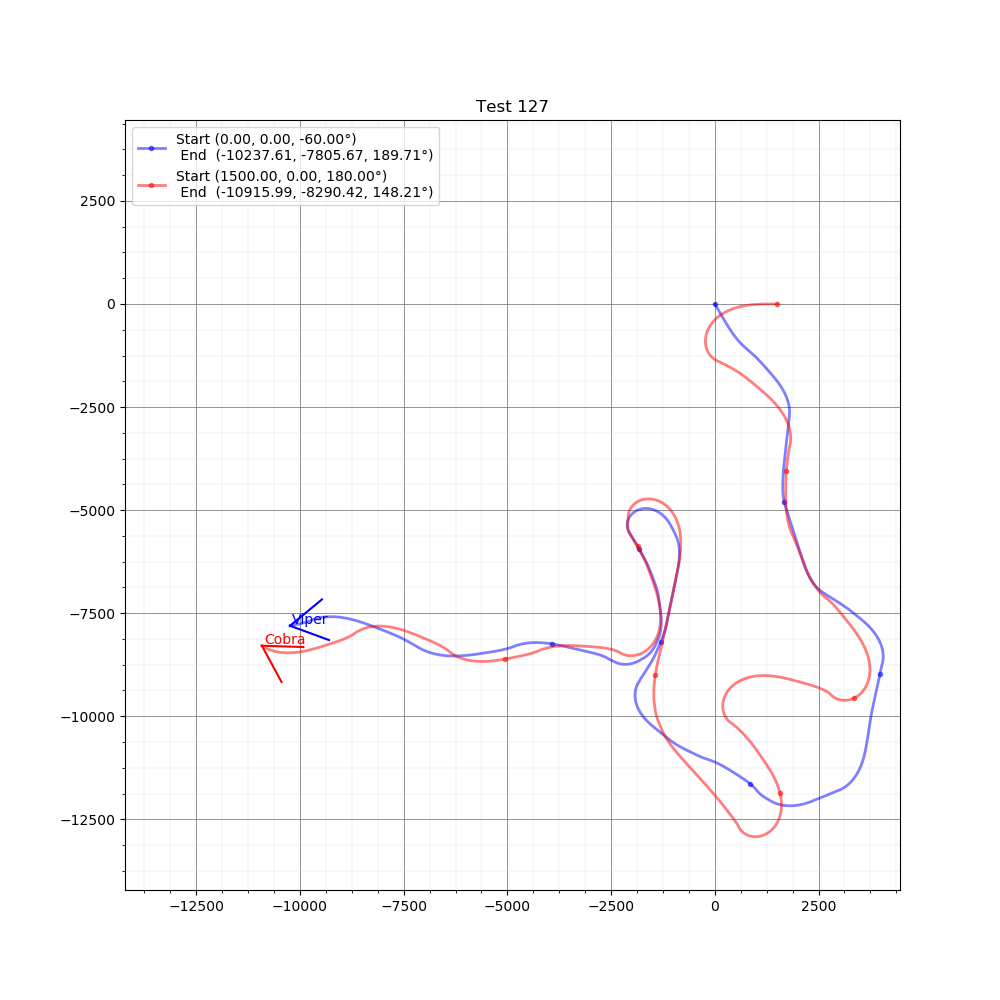 Test 127
Start (0.00, 0.00, -60.00°)
End  (-10237.61, -7805.67, 189.71°)
Start (1500.00, 0.00, 180.00°)
End  (-10915.99, -8290.42, 148.21°)
2500
0
−2500
−5000
−7500
−10000
−12500
Viper
Cobra
−12500
−10000
−7500
−5000
−2500
0
2500